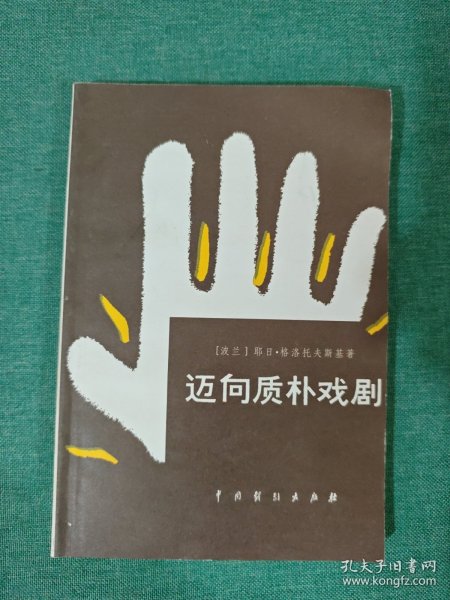 [波兰] 耶日·格洛托夫斯基著
迈向质朴戏剧
中国戏剧出版社
孔夫子旧书网
www.kongfz.com